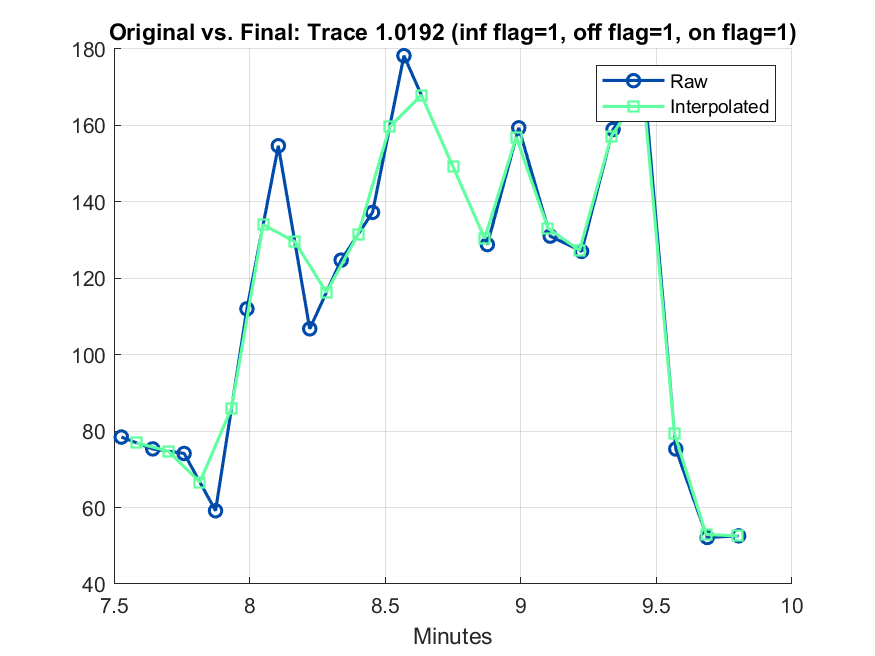 Original vs. Final: Trace 1.0192 (inf flag=1, off flag=1, on flag=1)
180
Raw
Interpolated
160
140
120
100
80
60
40
7.5 8 8.5 9 9.5 10
Minutes